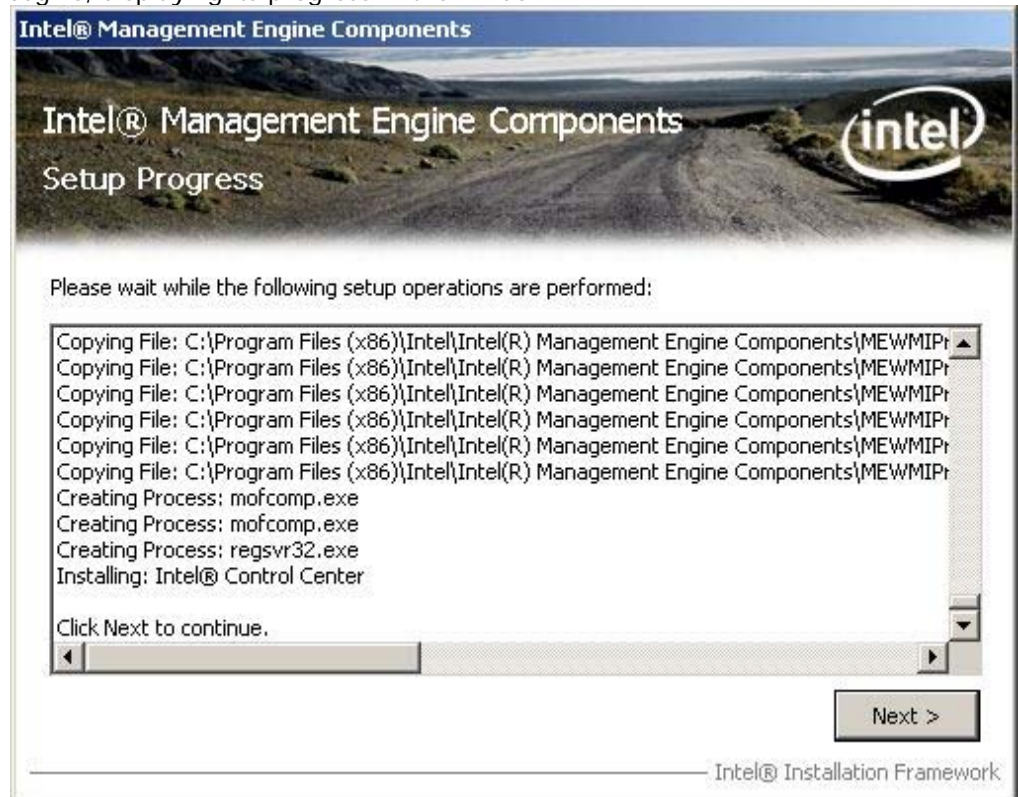 Intel® Management Engine Components
Intel® Management Engine Components
intel
Setup Progress
Please wait while the following setup operations are performed:
Copying File: C:\Program Files (x86)\Intel\Intel(R) Management Engine Components\MEWMIPr
Copying File: C:\Program Files (x86)\Intel\Intel(R) Management Engine Components\MEWMIPr
Copying File: C:\Program Files (x86)\Intel\Intel(R) Management Engine Components\MEWMIPr
Copying File: C:\Program Files (x86)\Intel\Intel(R) Management Engine Components\MEWMIPr
Copying File: C:\Program Files (x86)\Intel\Intel(R) Management Engine Components\MEWMIPr
Copying File: C:\Program Files (x86)\Intel\Intel(R) Management Engine Components\MEWMIPr
Creating Process: mofcomp.exe
Creating Process: mofcomp.exe
Creating Process: regsvr32.exe
Installing: Intel® Control Center
Click Next to continue.
Next >
Intel® Installation Framework